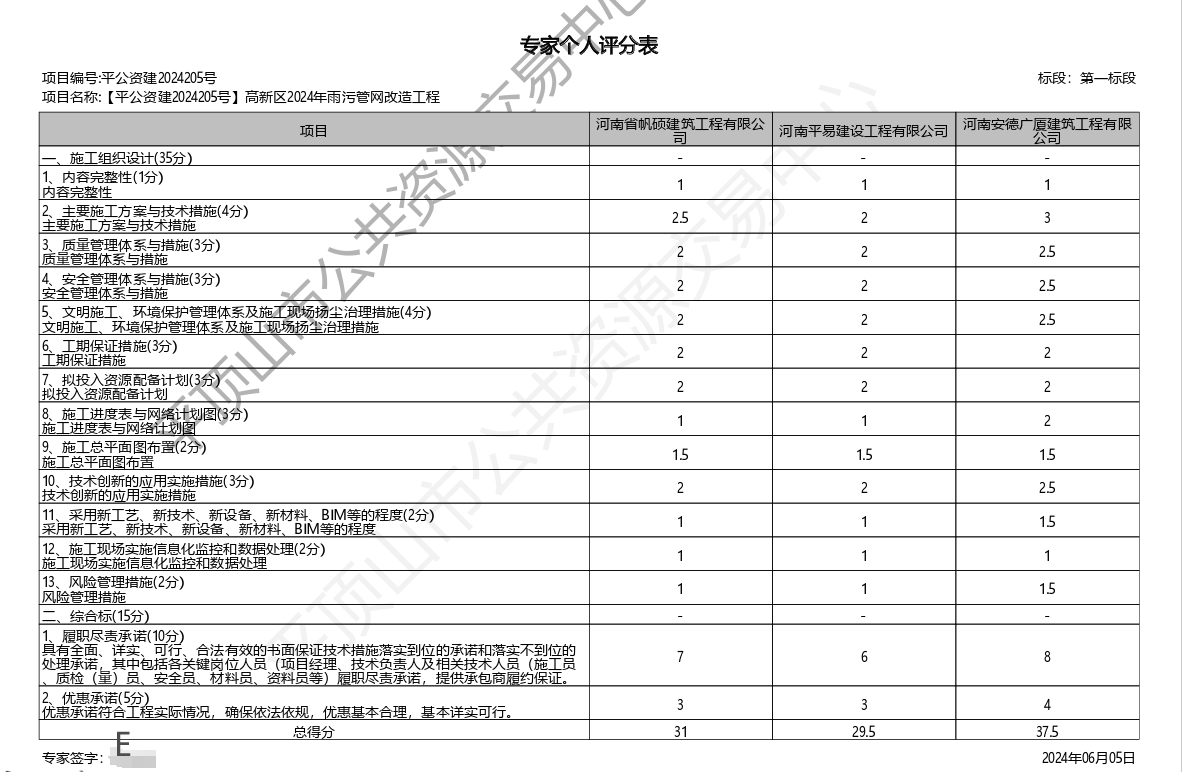 专家个人评分表
项目编号:平公资建2024205号
标段：第一标段
项目名称:【平公资建2024205号】高新区2024年雨污管网改造工程
项目
河南省帆硕建筑工程有限公
司
河南平易建设工程有限公司
河南安德广厦建筑工程有限
公司
一、施工组织设计(35分)
-
-
-
1、内容完整性(1分)
内容完整性
1
1
1
2、主要施工方案与技术措施(4分)
主要施工方案与技术措施
2.5
2
3
3、质量管理体系与措施(3分)
质量管理体系与措施
2
2
2.5
4、安全管理体系与措施(3分)
安全管理体系与措施
2
2
2.5
5、文明施工、环境保护管理体系及施工现场扬尘治理措施(4分)
文明施工、环境保护管理体系及施工现场扬尘治理措施
2
2
2.5
6、工期保证措施(3分)
工期保证措施
2
2
2
7、拟投入资源配备计划(3分)
拟投入资源配备计划
2
2
2
8、施工进度表与网络计划图(3分)
施工进度表与网络计划图
1
1
2
9、施工总平面图布置(2分)
施工总平面图布置
1.5
1.5
1.5
10、技术创新的应用实施措施(3分)
技术创新的应用实施措施
2
2
2.5
11、采用新工艺、新技术、新设备、新材料、BIM等的程度(2分)
采用新工艺、新技术、新设备、新材料、BIM等的程度
1
1
1.5
12、施工现场实施信息化监控和数据处理(2分)
施工现场实施信息化监控和数据处理
1
1
1
13、风险管理措施(2分)
风险管理措施
1
1
1.5
二、综合标(15分)
-
-
-
1、履职尽责承诺(10分)
具有全面、详实、可行、合法有效的书面保证技术措施落实到位的承诺和落实不到位的
处理承诺，其中包括各关键岗位人员（项目经理、技术负责人及相关技术人员（施工员
、质检（量）员、安全员、材料员、资料员等）履职尽责承诺，提供承包商履约保证。
7
6
8
2、优惠承诺(5分)
优惠承诺符合工程实际情况，确保依法依规，优惠基本合理，基本详实可行。
3
3
4
总得分
31
29.5
37.5
专家签字：
E
2024年06月05日
平顶山市公共资源交易中心
平顶山市公共资源交易中心